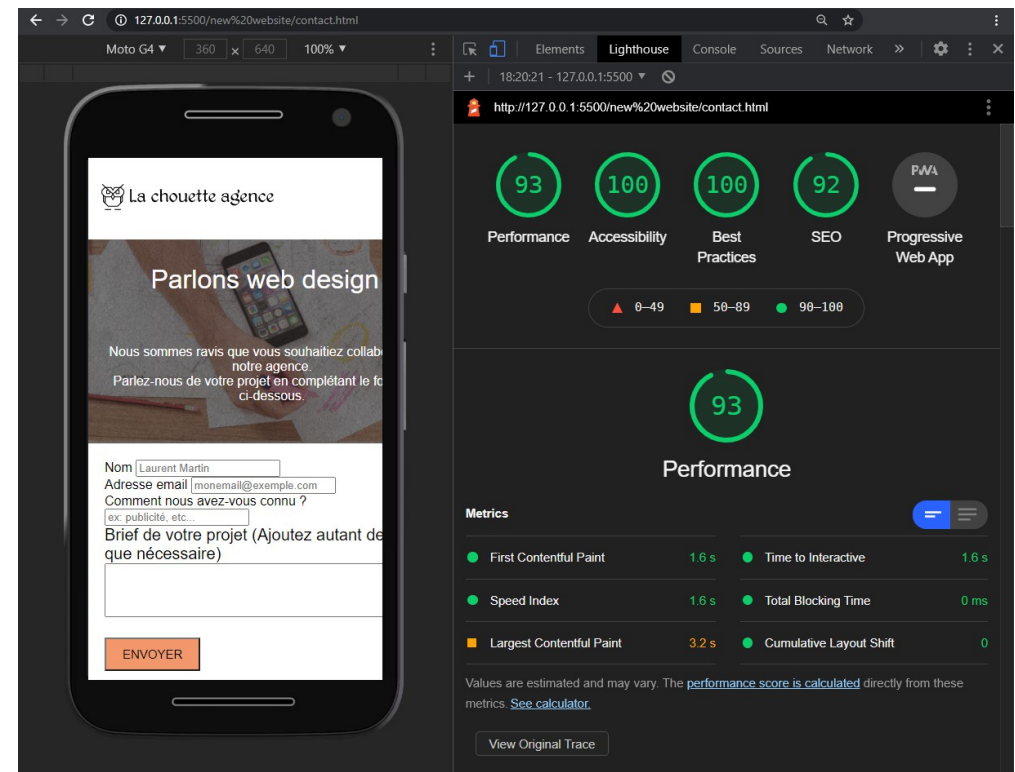 127.0.0.1:5500/new%20website/contact.html
Moto G4 ▼ 360 x 640 100% ▼
Elements Lighthouse Console Sources Network »
+ 18:20:21 - 127.0.0.1:5500 ▼
http://127.0.0.1:5500/new%20website/contact.html
La chouette agence
Parlons web design
Nous sommes ravis que vous souhaitiez collab
notre agence.
Parlez-nous de votre projet en complétant le fo
ci-dessous.
Nom Laurent Martin
Adresse email monemail@exemple.com
Comment nous avez-vous connu ?
ex: publicité, etc...
Brief de votre projet (Ajoutez autant de
que nécessaire)
ENVOYER
93 100 100 92 PWA
Performance Accessibility Best Practices SEO Progressive Web App
0–49 50–89 90–100
93
Performance
Metrics
First Contentful Paint 1.6 s Time to Interactive 1.6 s
Speed Index 1.6 s Total Blocking Time 0 ms
Largest Contentful Paint 3.2 s Cumulative Layout Shift 0
Values are estimated and may vary. The performance score is calculated directly from these
metrics. See calculator.
View Original Trace